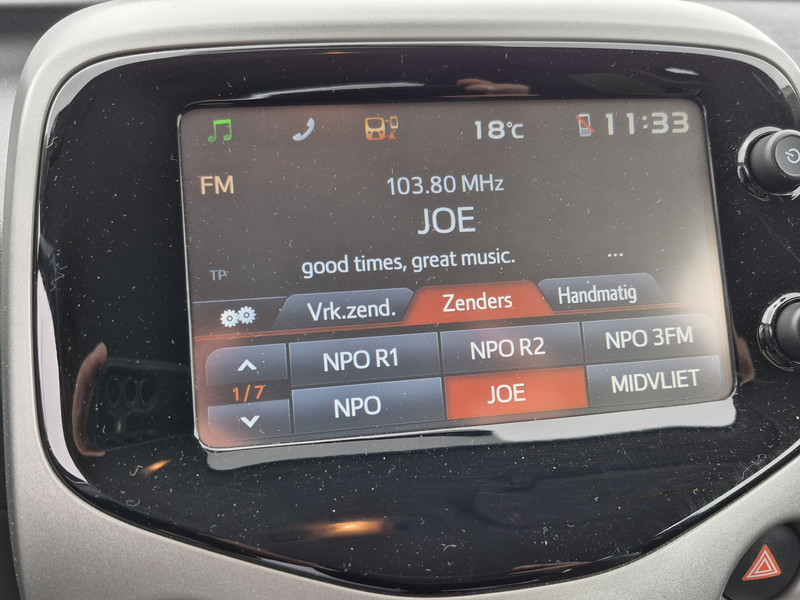 18°C 11:33
FM 103.80 MHz
JOE
TP good times, great music. ...
Vrk.zend. Zenders Handmatig
NPO R1 NPO R2 NPO 3FM
1/7
NPO JOE MIDVLIET